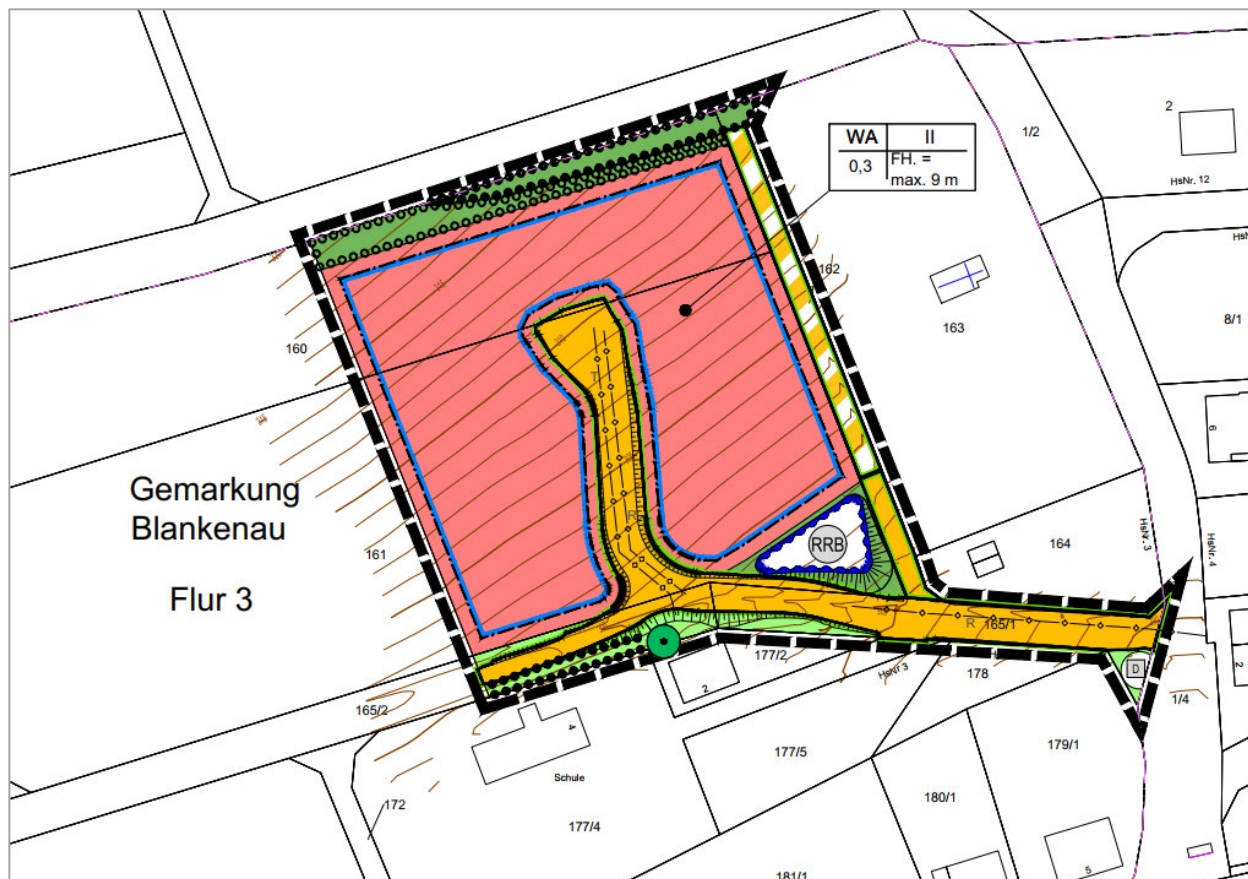 2
WA II
1/2
0,3 FH. =
max. 9 m
HsNr. 12
162
163
8/1
160
T
6
Gemarkung
Blankenau
161
Flur 3
R
RRB
164
HsNr. 3
HsNr. 4
R
165/1
177/2
HsNr 3
178
D
2
2
165/2
1/4
4
177/5
179/1
Schule
172
180/1
177/4
5
181/1